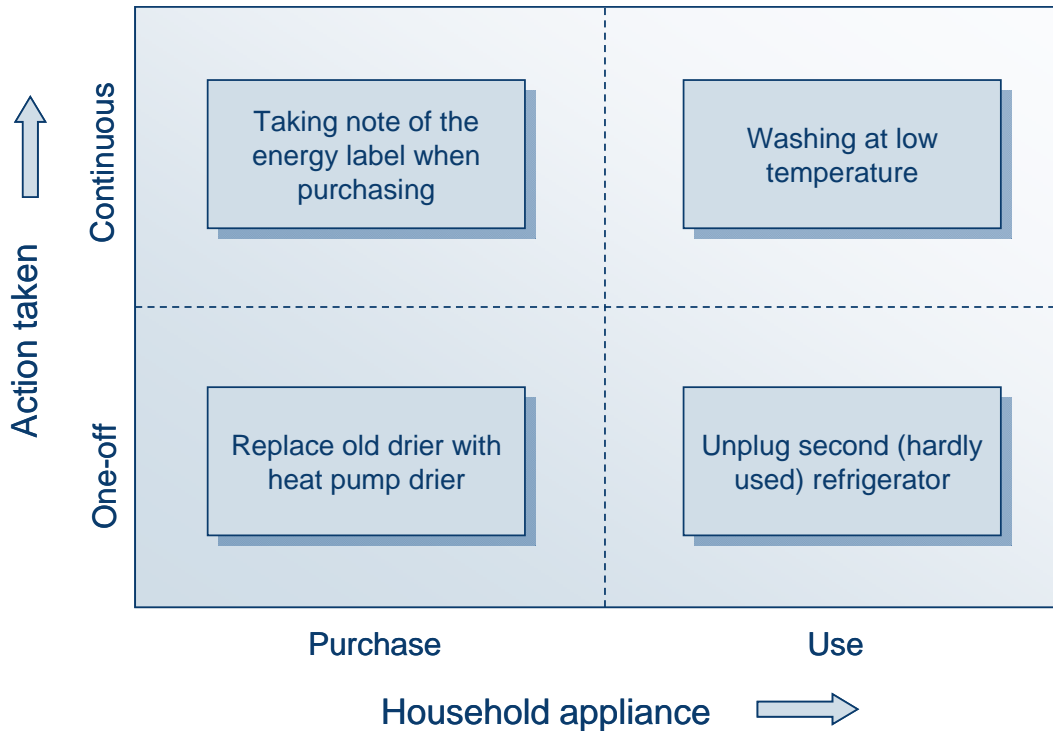 Taking note of the
energy label when
purchasing
Washing at low
temperature
Continuous
Action taken
Replace old drier with
heat pump drier
Unplug second (hardly
used) refrigerator
One-off
Purchase
Use
Household appliance